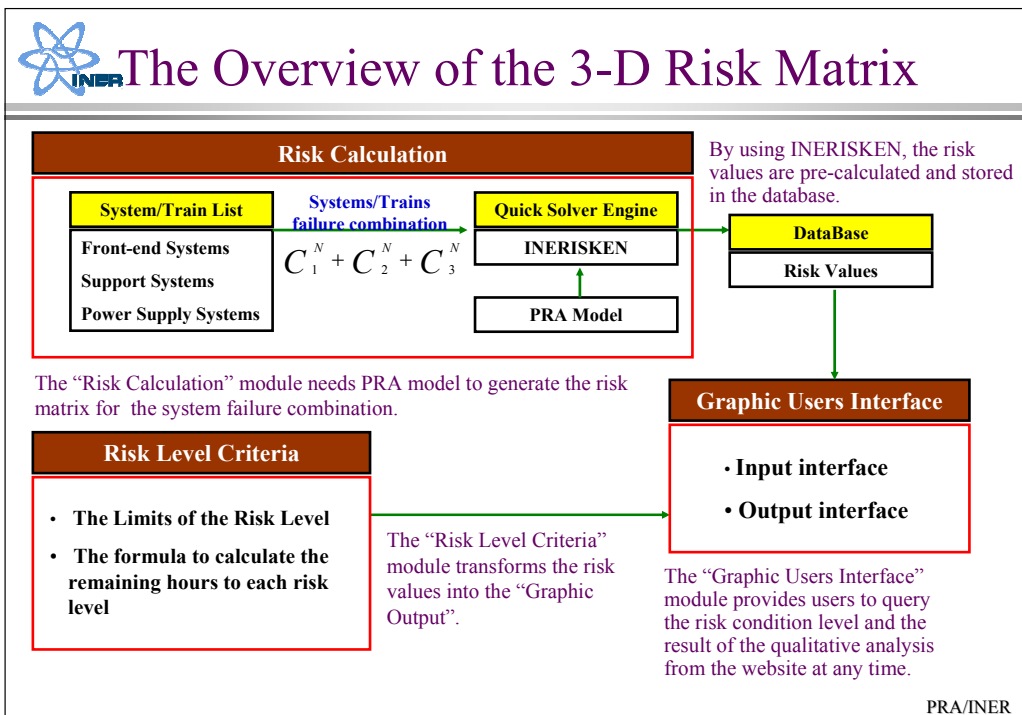 INER
The Overview of the 3-D Risk Matrix
Risk Calculation
System/Train List
Front-end Systems
Support Systems
Power Supply Systems
Systems/Trains
failure combination
C₁ᴺ + C₂ᴺ + C₃ᴺ
Quick Solver Engine
INERISKEN
PRA Model
By using INERISKEN, the risk
values are pre-calculated and stored
in the database.
DataBase
Risk Values
The “Risk Calculation” module needs PRA model to generate the risk
matrix for the system failure combination.
Risk Level Criteria
• The Limits of the Risk Level
• The formula to calculate the
remaining hours to each risk
level
The “Risk Level Criteria”
module transforms the risk
values into the “Graphic
Output”.
Graphic Users Interface
• Input interface
• Output interface
The “Graphic Users Interface”
module provides users to query
the risk condition level and the
result of the qualitative analysis
from the website at any time.
PRA/INER